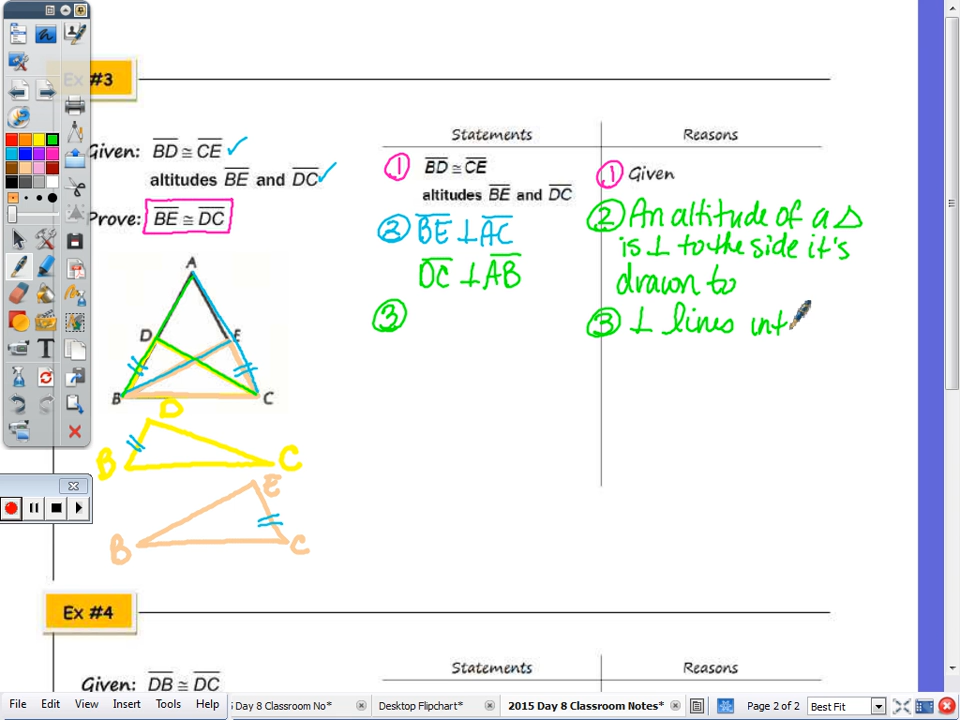 Ex #3
Statements
Reasons
Given: BD ≅ CE ✓
altitudes BE and DC ✓
Prove: BE ≅ DC
① BD ≅ CE
altitudes BE and DC
① Given
② BE ⊥ AC
DC ⊥ AB
② An altitude of a Δ
is ⊥ to the side it's
drawn to
③
③ ⊥ lines int
A
D
E
B
C
D
B
C
E
B
C
Ex #4
Statements
Reasons
Given: DB ≅ DC
File Edit View Insert Tools Help
Day 8 Classroom No*
Desktop Flipchart*
2015 Day 8 Classroom Notes*
Page 2 of 2
Best Fit